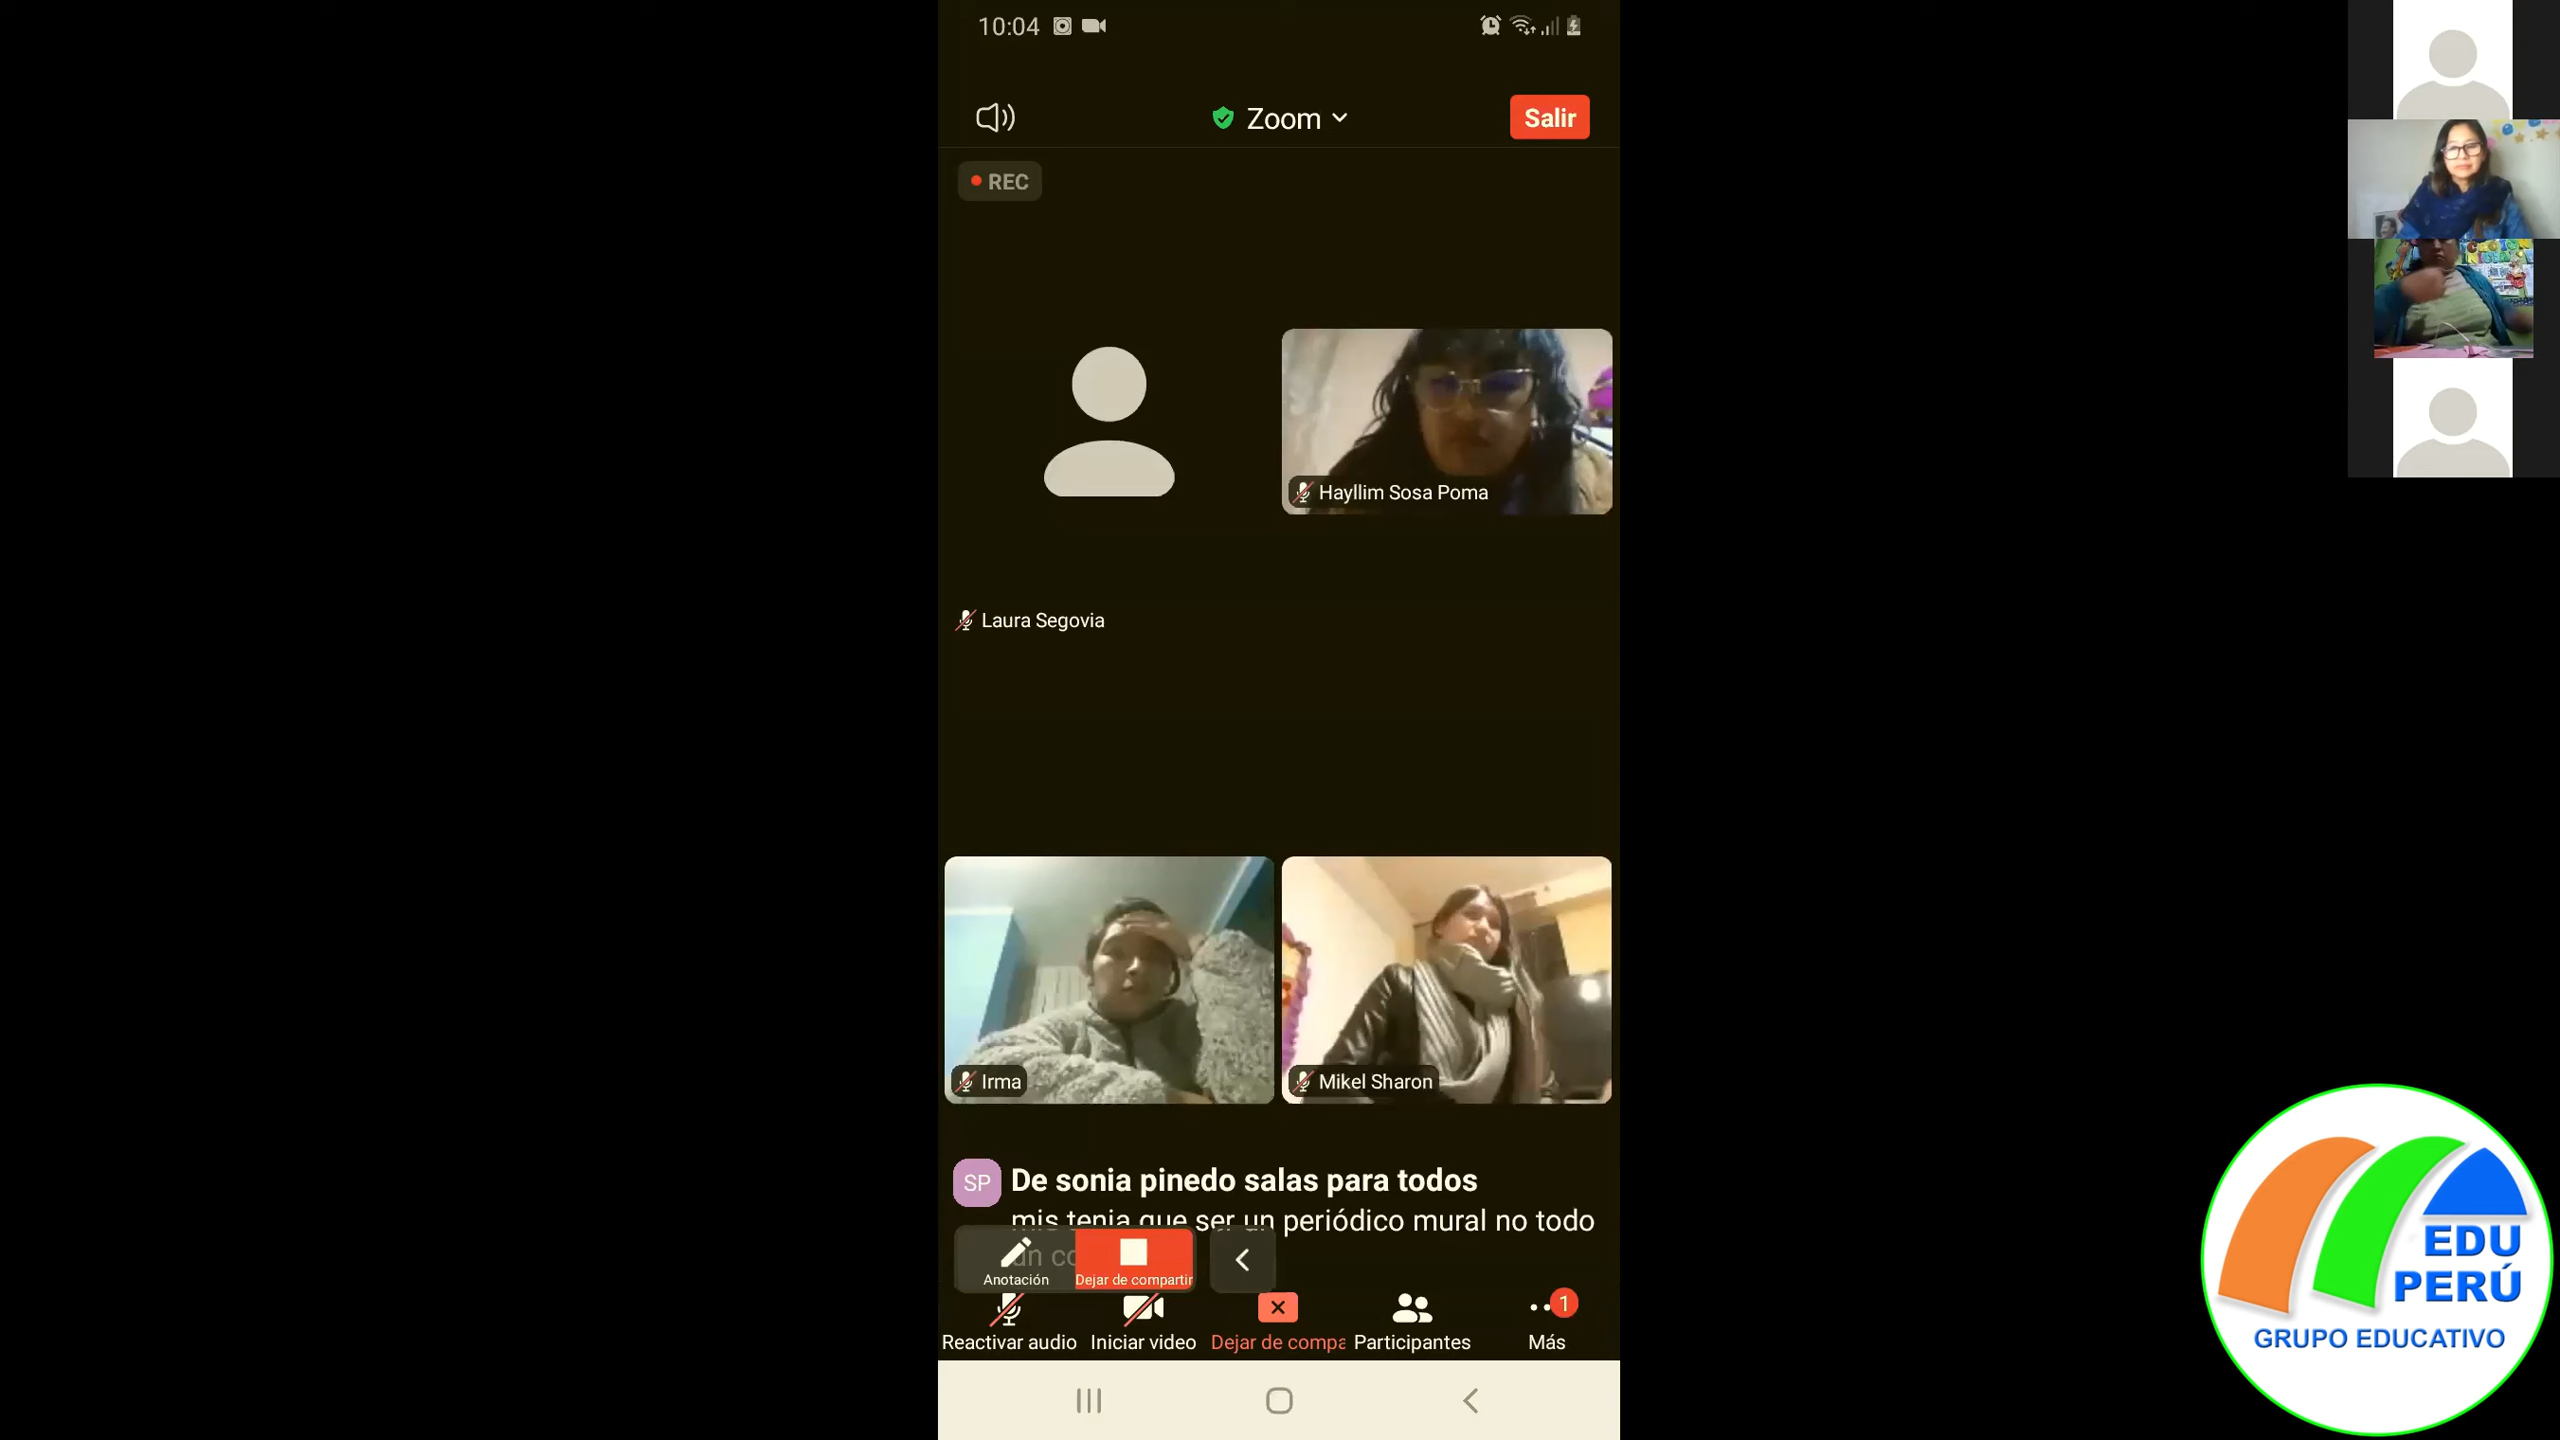 10:04
Zoom
Salir
REC
Hayllim Sosa Poma
Laura Segovia
Irma
Mikel Sharon
SP
De sonia pinedo salas para todos
mis tenia que ser un periódico mural no todo
Anotación
Dejar de compartir
Reactivar audio
Iniciar video
Dejar de compa
Participantes
1
Más
EDU
PERÚ
GRUPO EDUCATIVO